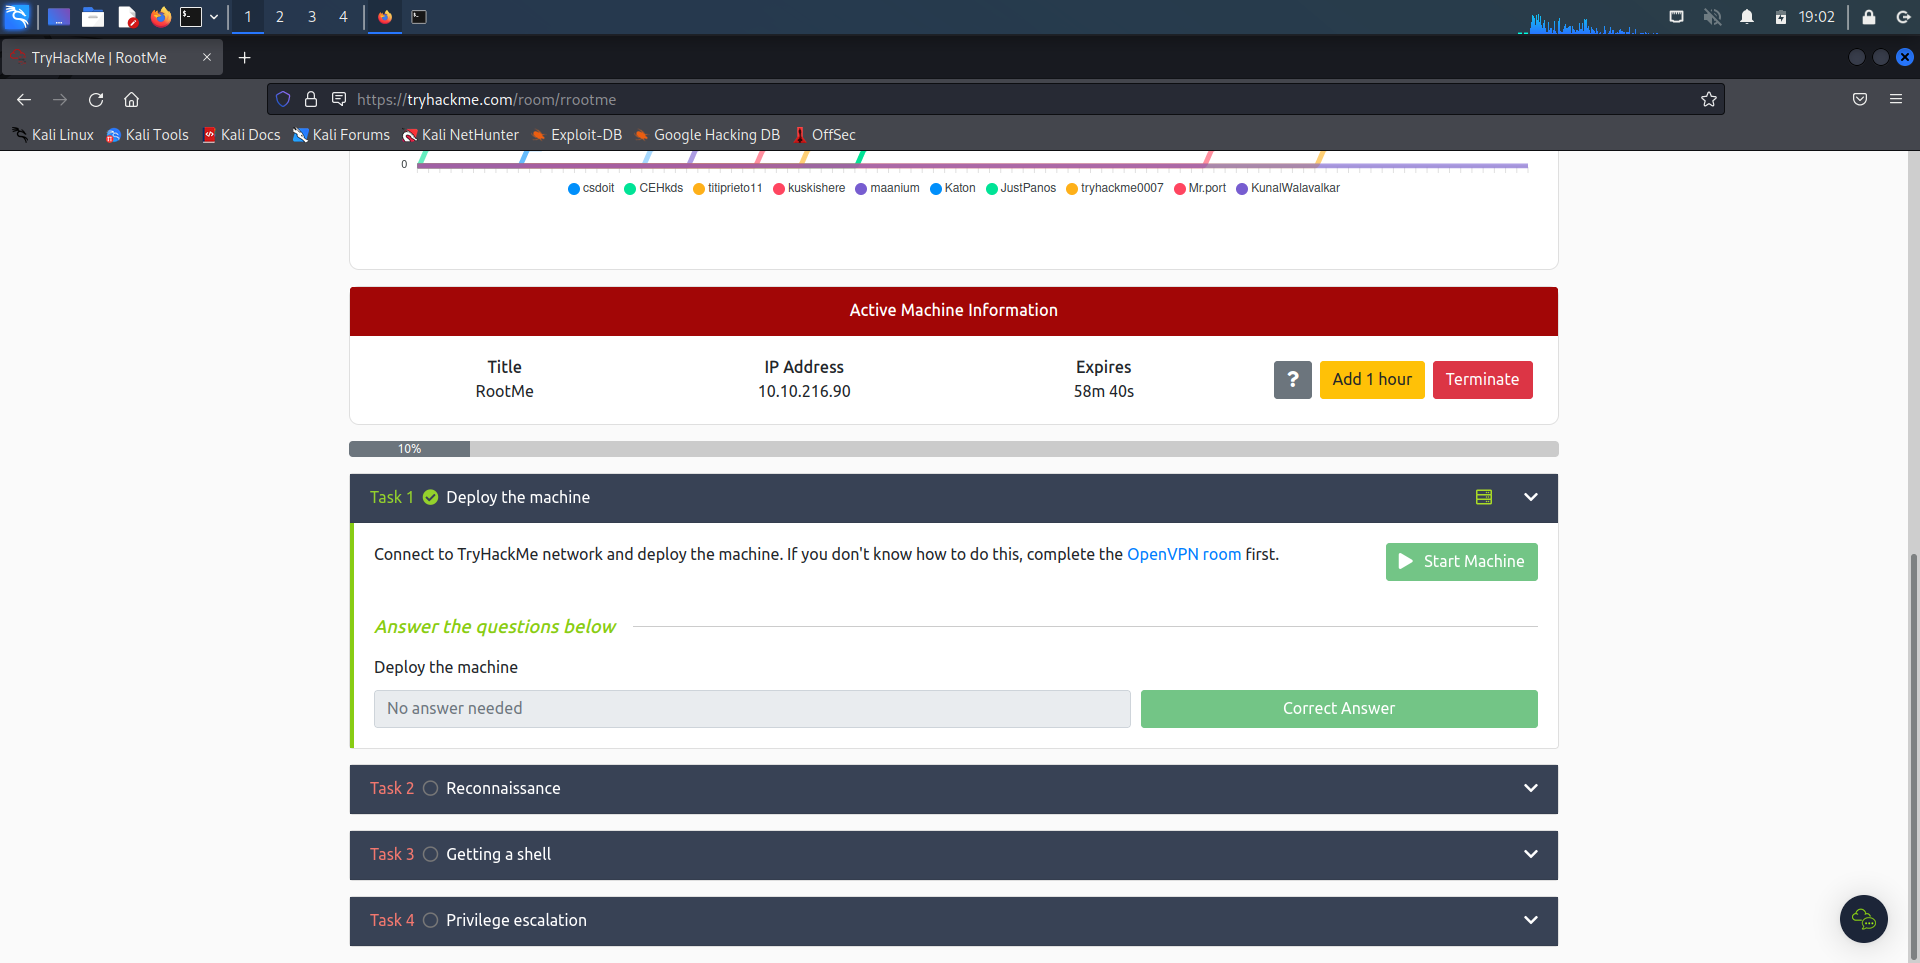 1 2 3 4 19:02
TryHackMe | RootMe
https://tryhackme.com/room/rrootme
Kali Linux Kali Tools Kali Docs Kali Forums Kali NetHunter Exploit-DB Google Hacking DB OffSec
0
csdoit CEHkds titiprieto11 kuskishere maanium Katon JustPanos tryhackme0007 Mr.port KunalWalavalkar
Active Machine Information
Title IP Address Expires
RootMe 10.10.216.90 58m 40s
? Add 1 hour Terminate
10%
Task 1 Deploy the machine
Connect to TryHackMe network and deploy the machine. If you don't know how to do this, complete the OpenVPN room first.
Start Machine
Answer the questions below
Deploy the machine
No answer needed Correct Answer
Task 2 Reconnaissance
Task 3 Getting a shell
Task 4 Privilege escalation